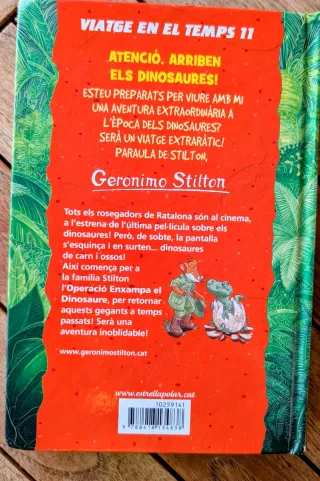 VIATGE EN EL TEMPS 11
ATENCIÓ, ARRIBEN
ELS DINOSAURES!
ESTEU PREPARATS PER VIURE AMB MI
UNA AVENTURA EXTRAORDINÀRIA A
L'ÈPOCA DELS DINOSAURES?
SERÀ UN VIATGE EXTRARÀTIC!
PARAULA DE STILTON,
Geronimo Stilton
Tots els rosegadors de Ratalona són al cinema,
a l'estrena de l'última pel·lícula sobre els
dinosaures! Però, de sobte, la pantalla
s'esquinça i en surten... dinosaures
de carn i ossos!
Així comença per a
la família Stilton
l'Operació Enxampa el
Dinosaure, per retornar
aquests gegants a temps
passats! Serà una
aventura inoblidable!
www.geronimostilton.cat
www.estrellapolar.cat
10259141